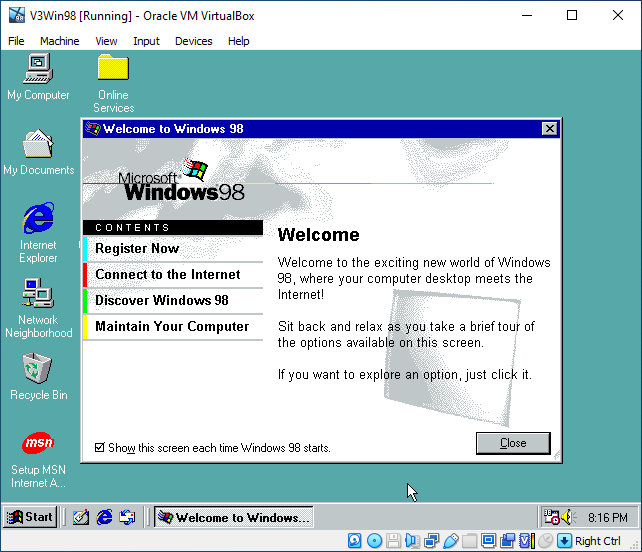 V3Win98 [Running] - Oracle VM VirtualBox
File Machine View Input Devices Help
My Computer
Online
Services
My Documents
Internet
Explorer
Network
Neighborhood
Recycle Bin
msn
Setup MSN
Internet A...
Welcome to Windows 98
Microsoft
Windows98
CONTENTS
Register Now
Connect to the Internet
Discover Windows 98
Maintain Your Computer
Welcome
Welcome to the exciting new world of Windows
98, where your computer desktop meets the
Internet!
Sit back and relax as you take a brief tour of
the options available on this screen.
If you want to explore an option, just click it.
Show this screen each time Windows 98 starts.
Close
Start
Welcome to Windows...
8:16 PM
Right Ctrl